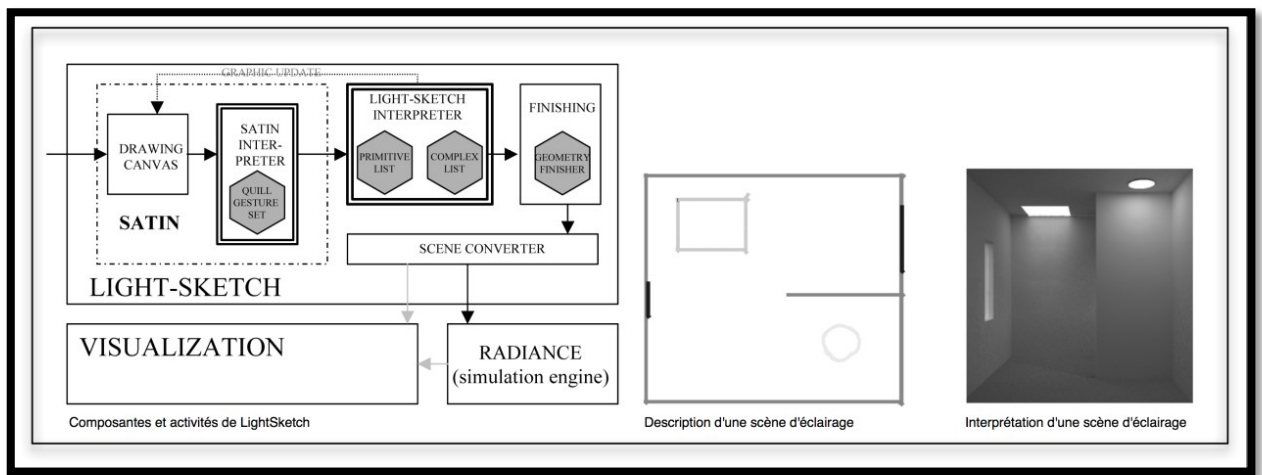 GRAPHIC UPDATE
LIGHT-SKETCH
INTERPRETER
PRIMITIVE
LIST
COMPLEX
LIST
FINISHING
GEOMETRY
FINISHER
DRAWING
CANVAS
SATIN
INTER-
PRETER
QUILL
GESTURE
SET
SATIN
SCENE CONVERTER
LIGHT-SKETCH
VISUALIZATION
RADIANCE
(simulation engine)
Composantes et activités de LightSketch
Description d'une scène d'éclairage
Interprétation d'une scène d'éclairage